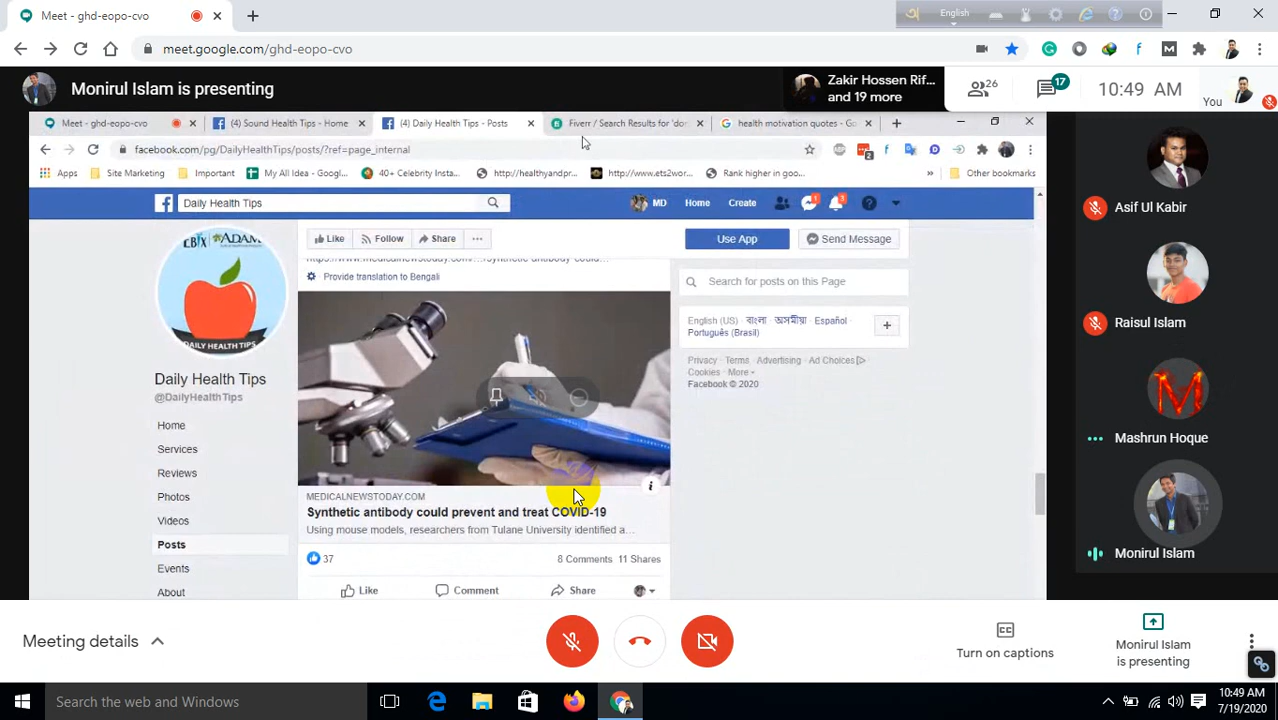 Meet - ghd-eopo-cvo
English
meet.google.com/ghd-eopo-cvo
Monirul Islam is presenting
Zakir Hossen Rif...
and 19 more
26
17
10:49 AM
You
Meet - ghd-eopo-cvo
(4) Sound Health Tips - Home
(4) Daily Health Tips - Posts
Fiverr / Search Results for 'dor
health motivation quotes - Go
facebook.com/pg/DailyHealthTips/posts/?ref=page_internal
Apps
Site Marketing
Important
My All Idea - Googl...
40+ Celebrity Insta...
http://healthyandpr...
http://www.ets2wor...
Rank higher in goo...
»
Other bookmarks
Daily Health Tips
MD
Home
Create
Like
Follow
Share
Use App
Send Message
Provide translation to Bengali
Search for posts on this Page
English (US) · বাংলা · অসমীয়া · Español ·
Português (Brasil)
Privacy · Terms · Advertising · Ad Choices
Cookies · More
Facebook © 2020
DAILY HEALTH TIPS
Daily Health Tips
@DailyHealthTips
Home
Services
Reviews
Photos
Videos
Posts
Events
About
MEDICALNEWSTODAY.COM
Synthetic antibody could prevent and treat COVID-19
Using mouse models, researchers from Tulane University identified a...
37
8 Comments 11 Shares
Like
Comment
Share
Asif Ul Kabir
Raisul Islam
Mashrun Hoque
Monirul Islam
Meeting details
Turn on captions
Monirul Islam
is presenting
Search the web and Windows
10:49 AM
7/19/2020